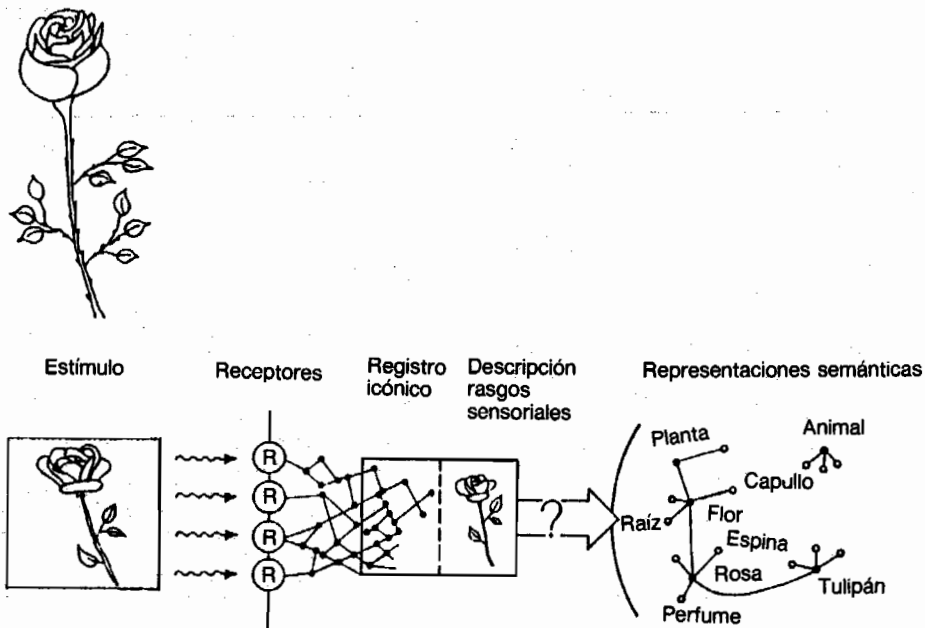 Estímulo
Receptores
Registro
icónico
Descripción
rasgos
sensoriales
Representaciones semánticas
R
R
R
R
?
Planta
Animal
Capullo
Raíz
Flor
Espina
Rosa
Tulipán
Perfume